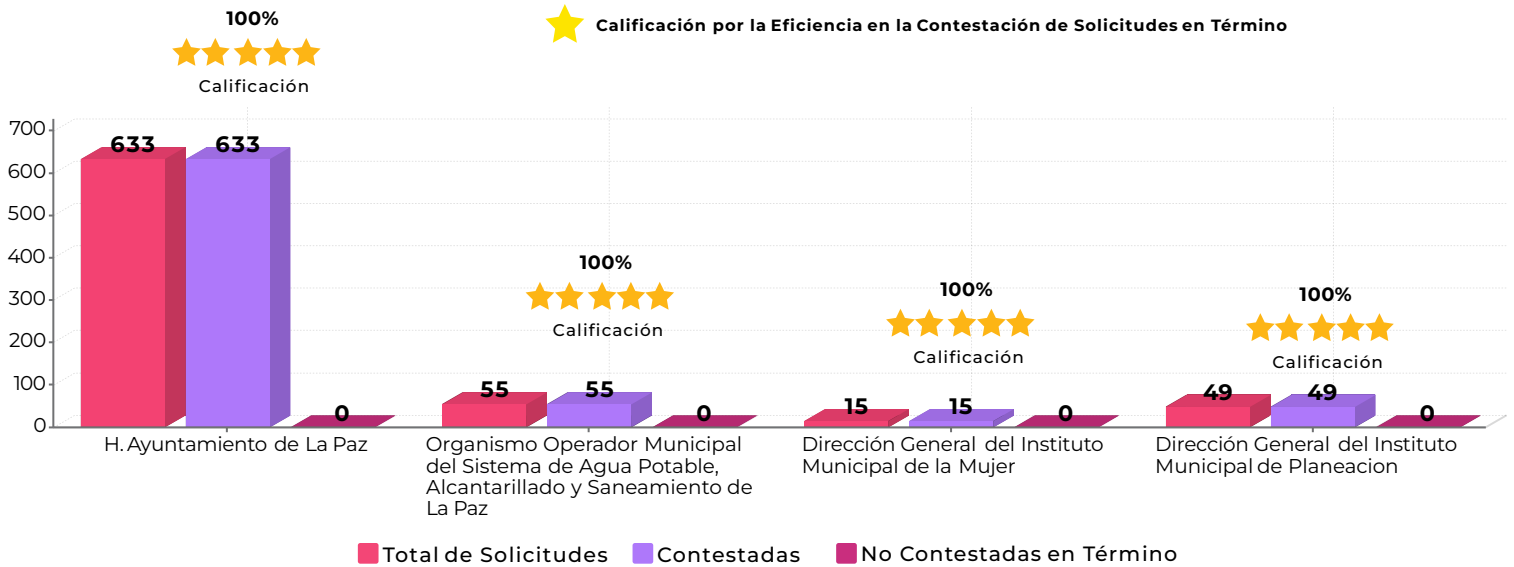 100%
Calificación por la Eficiencia en la Contestación de Solicitudes en Término
Calificación
700
600
500
400
300
200
100
0
633
633
0
100%
Calificación
55
55
0
100%
Calificación
15
15
0
100%
Calificación
49
49
0
H. Ayuntamiento de La Paz
Organismo Operador Municipal
del Sistema de Agua Potable,
Alcantarillado y Saneamiento de
La Paz
Dirección General del Instituto
Municipal de la Mujer
Dirección General del Instituto
Municipal de Planeacion
Total de Solicitudes
Contestadas
No Contestadas en Término